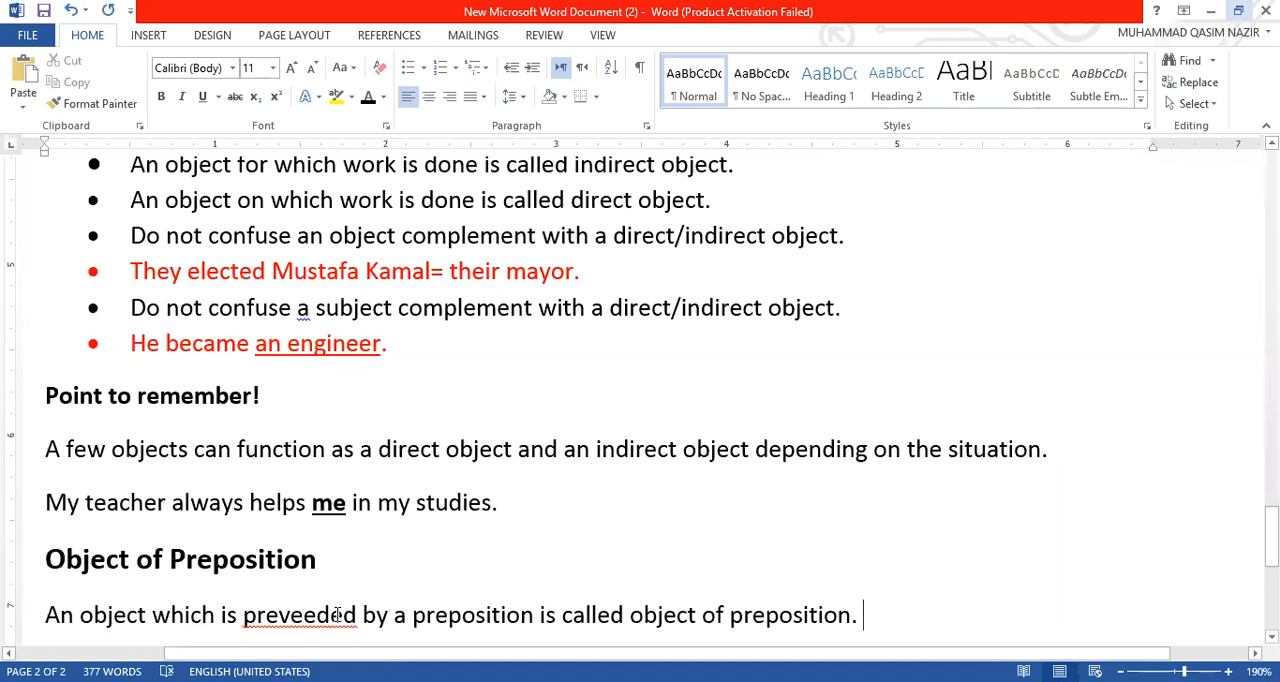 New Microsoft Word Document (2) - Word (Product Activation Failed)
FILE HOME INSERT DESIGN PAGE LAYOUT REFERENCES MAILINGS REVIEW VIEW MUHAMMAD QASIM NAZIR
Paste
Cut
Copy
Format Painter
Clipboard
Calibri (Body) 11
Font
Paragraph
AaBbCcDc AaBbCcDc AaBbCc AaBbCcD AaBl AaBbCcD AaBbCcDc
¶ Normal ¶ No Spac... Heading 1 Heading 2 Title Subtitle Subtle Em...
Styles
Find
Replace
Select
Editing
1 2 3 4 5 6 7
• An object for which work is done is called indirect object.
• An object on which work is done is called direct object.
• Do not confuse an object complement with a direct/indirect object.
• They elected Mustafa Kamal= their mayor.
• Do not confuse a subject complement with a direct/indirect object.
• He became an engineer.
Point to remember!
A few objects can function as a direct object and an indirect object depending on the situation.
My teacher always helps me in my studies.
Object of Preposition
An object which is preveeded by a preposition is called object of preposition.
PAGE 2 OF 2 377 WORDS ENGLISH (UNITED STATES) 190%